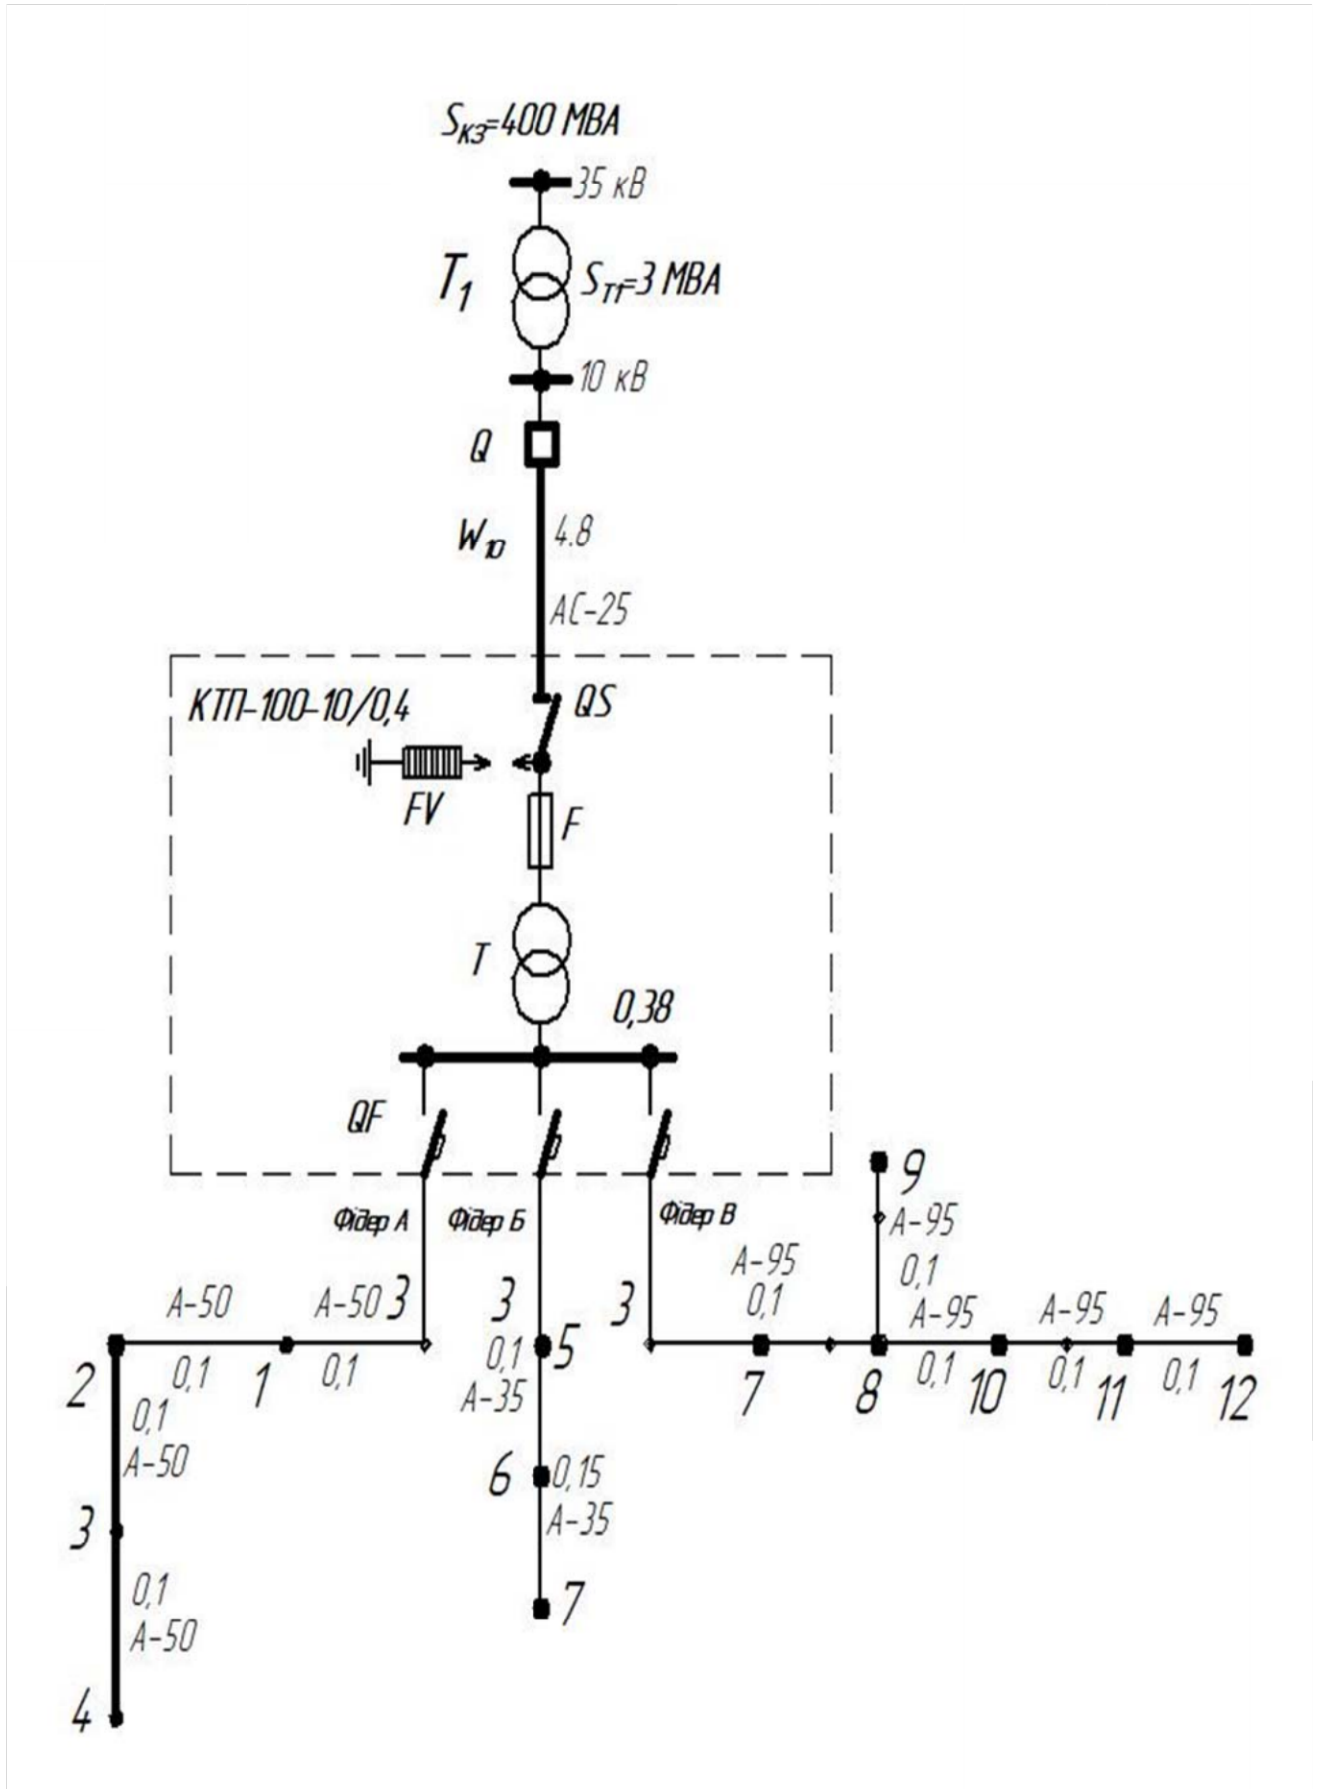 Sкз=400 МВА
35 кВ
T1
Sт1=3 МВА
10 кВ
Q
W10
4.8
АС-25
КТП-100-10/0,4
QS
FV
F
T
0,38
QF
9
Фідер А
Фідер Б
Фідер В
А-95
0,1
А-95
0,1
А-50
А-50
3
3
3
А-95
А-95
А-95
2
0,1
1
0,1
0,1
5
7
8
0,1
10
0,1
11
0,1
12
0,1
А-35
А-50
6
0,15
3
А-35
0,1
7
А-50
4